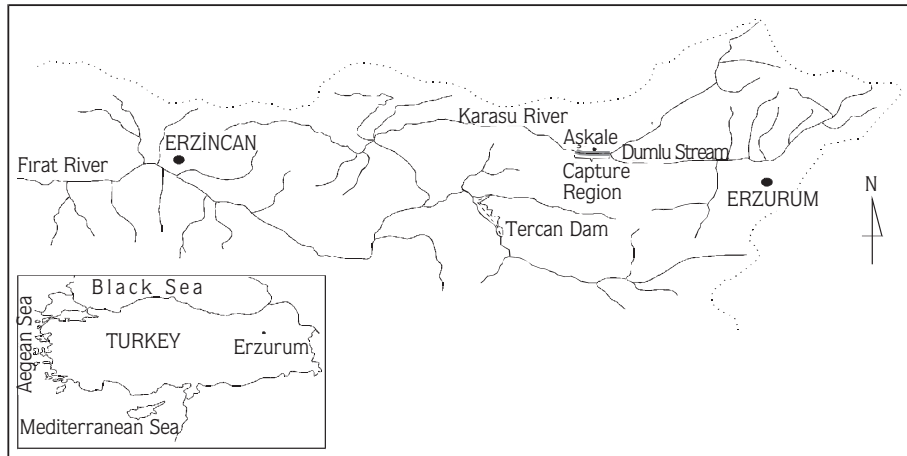 Karasu River
Aşkale
ERZİNCAN
Dumlu Stream
Fırat River
Capture
Region
ERZURUM
N
Tercan Dam
Black Sea
Aegean Sea
TURKEY
Erzurum
Mediterranean Sea